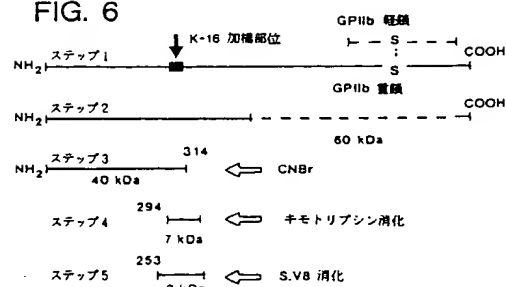 FIG. 6
K-16 加橋部位
GPIIb 軽鎖
S
S
NH2 ステップ1 COOH
GPIIb 重鎖
NH2 ステップ2 COOH
60 kDa
NH2 ステップ3 314
40 kDa
CNBr
294
ステップ4 キモトリプシン消化
7 kDa
253
ステップ5 S.V8 消化
kDa